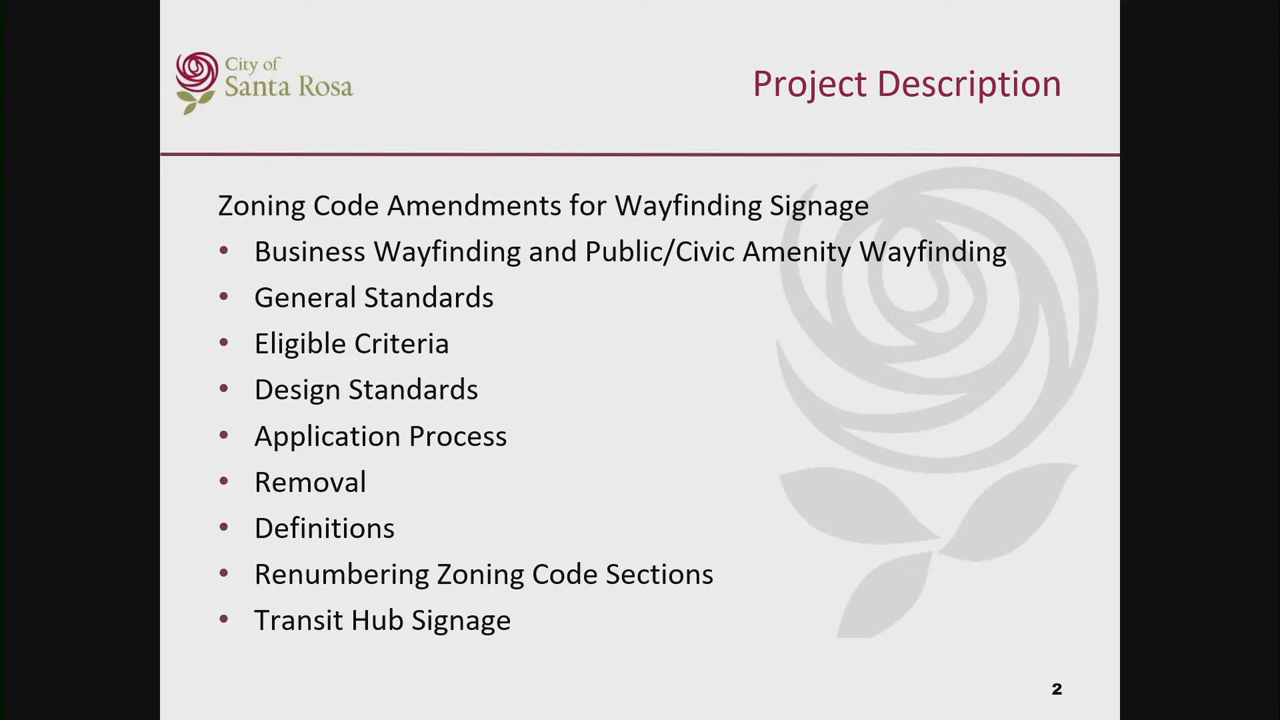 City of
Santa Rosa
Project Description
Zoning Code Amendments for Wayfinding Signage
• Business Wayfinding and Public/Civic Amenity Wayfinding
• General Standards
• Eligible Criteria
• Design Standards
• Application Process
• Removal
• Definitions
• Renumbering Zoning Code Sections
• Transit Hub Signage
2